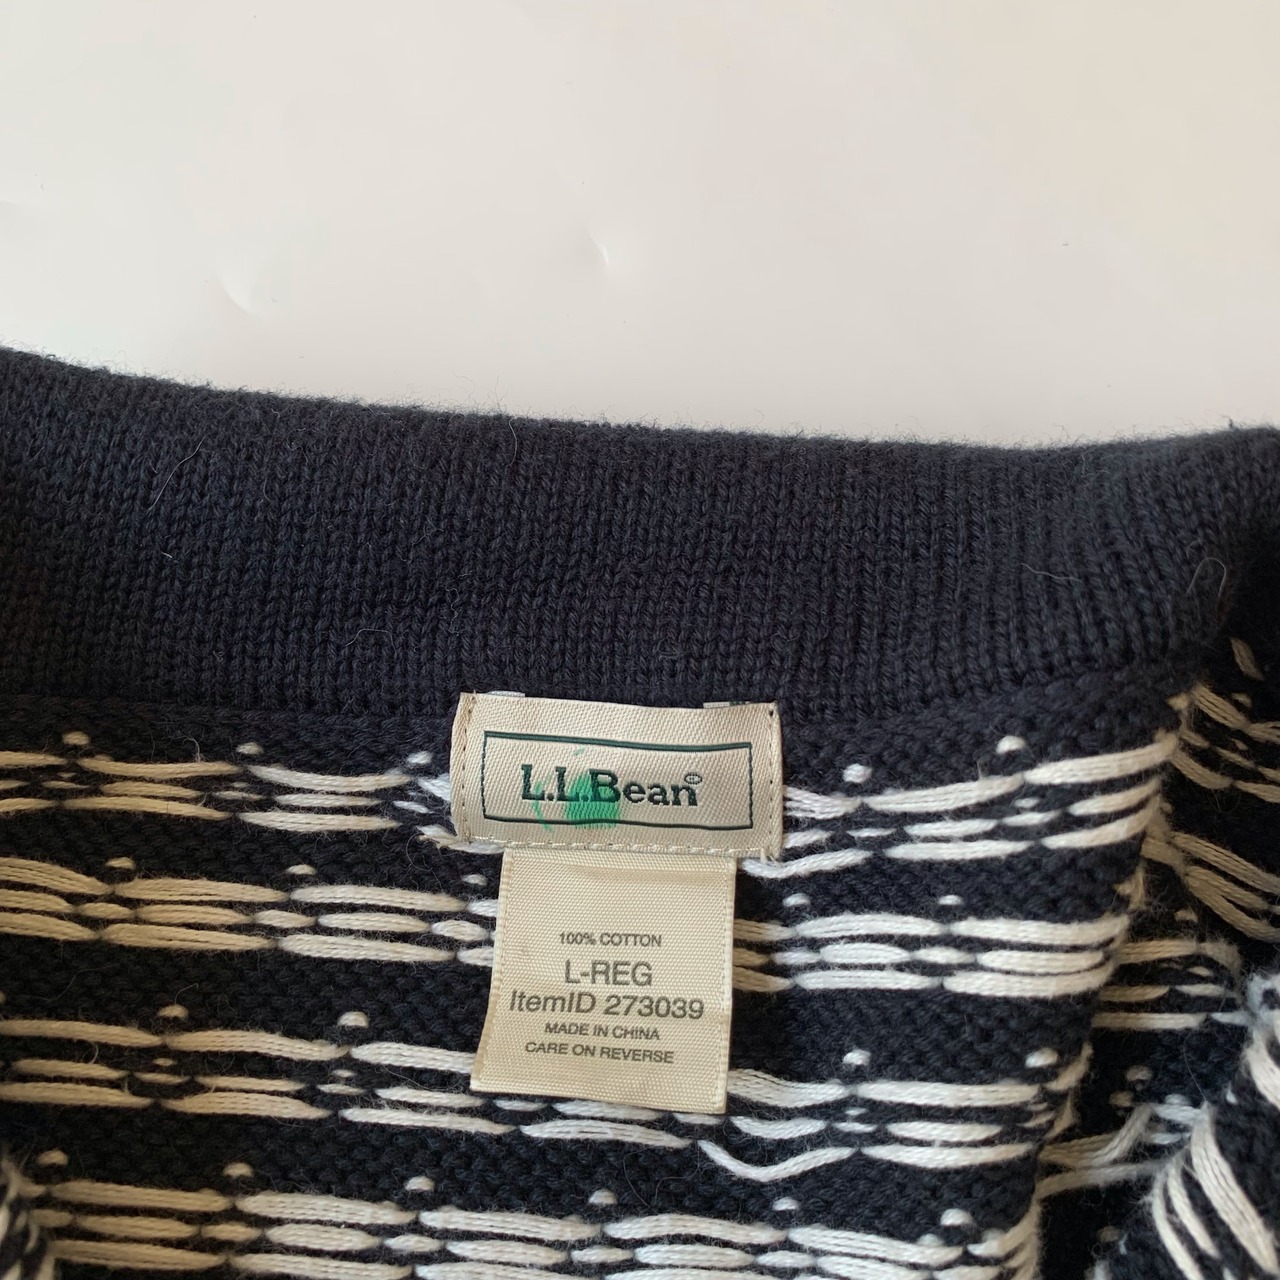 L.L.Bean®
100% COTTON
L-REG
ItemID 273039
MADE IN CHINA
CARE ON REVERSE